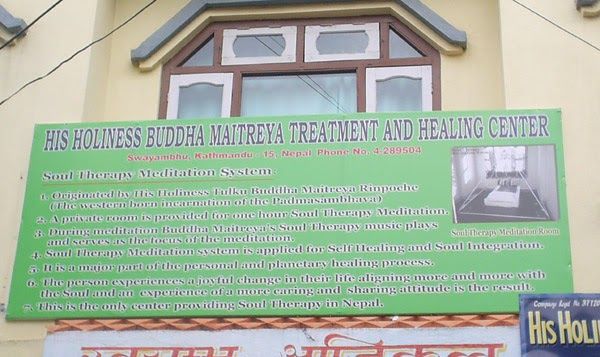 HIS HOLINESS BUDDHA MAITREYA TREATMENT AND HEALING CENTER
Swayambhu, Kathmandu - 15, Nepal Phone No. 4-289504
Soul Therapy Meditation System:
1. Originated by His Holiness Tulku Buddha Maitreya Rinpoche
(The western born incarnation of the Padmasambhava)
2. A private room is provided for one hour Soul Therapy Meditation.
3. During meditation Buddha Maitreya's Soul Therapy music plays
and serves as the focus of the meditation.
4. Soul Therapy Meditation system is applied for Self Healing and Soul Integration.
5. It is a major part of the personal and planetary healing process.
6. The person experiences a joyful change in their life aligning more and more with
the Soul and an experience of a more caring and sharing attitude is the result.
7. This is the only center providing Soul Therapy in Nepal.
Soul Therapy Meditation Room
Company Regd No
HIS HOLI